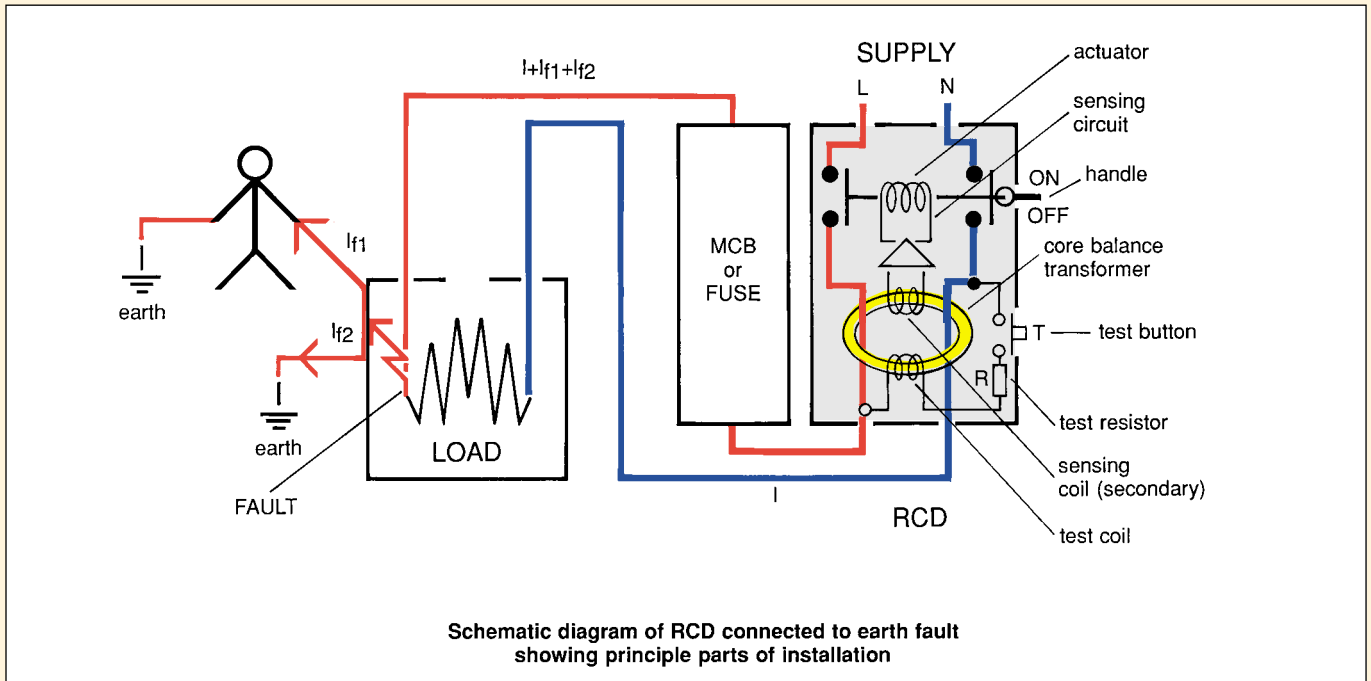 SUPPLY
L N
actuator
sensing
circuit
ON
handle
OFF
core balance
transformer
T
test button
R
test resistor
sensing
coil (secondary)
test coil
RCD
MCB
or
FUSE
I+If1+If2
If1
earth
If2
earth
LOAD
FAULT
I
Schematic diagram of RCD connected to earth fault
showing principle parts of installation